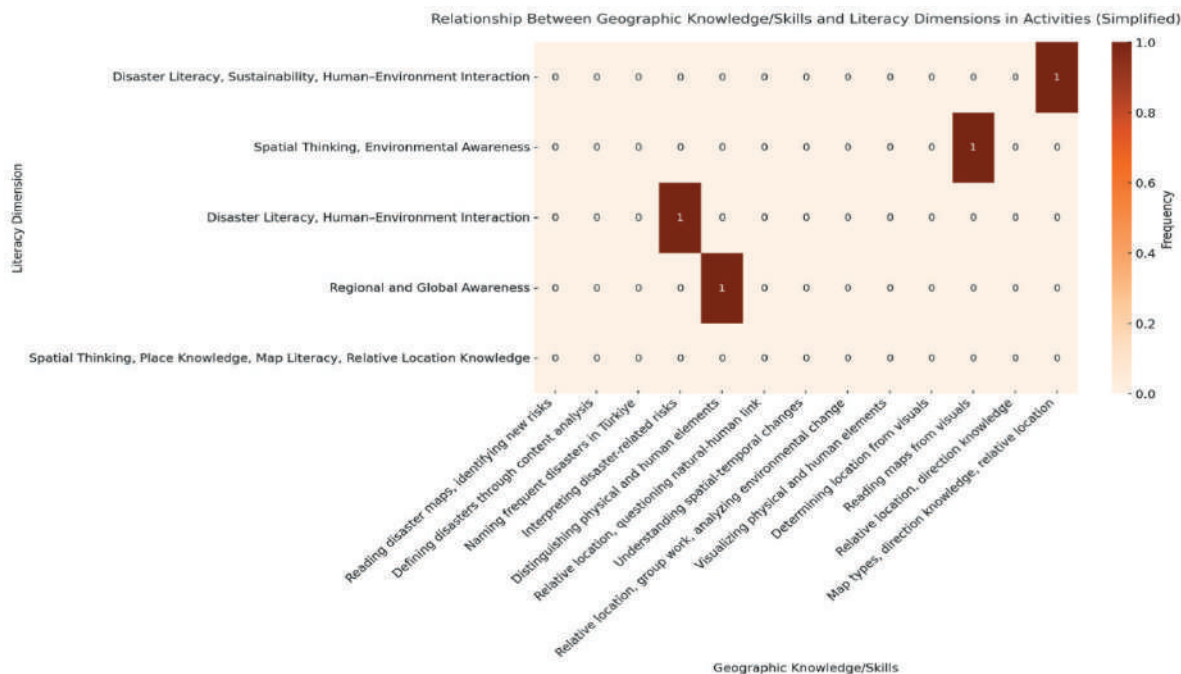 Relationship Between Geographic Knowledge/Skills and Literacy Dimensions in Activities (Simplified)
Literacy Dimension
Disaster Literacy, Sustainability, Human–Environment Interaction
0 0 0 0 0 0 0 0 0 0 0 0 1
Spatial Thinking, Environmental Awareness
0 0 0 0 0 0 0 0 0 0 1 0 0
Disaster Literacy, Human–Environment Interaction
0 0 0 1 0 0 0 0 0 0 0 0 0
Regional and Global Awareness
0 0 0 0 1 0 0 0 0 0 0 0 0
Spatial Thinking, Place Knowledge, Map Literacy, Relative Location Knowledge
0 0 0 0 0 0 0 0 0 0 0 0 0
1.0
0.8
0.6
0.4
0.2
0.0
Frequency
Reading disaster maps, identifying new risks
Defining disasters through content analysis
Naming frequent disasters in Türkiye
Interpreting disaster-related risks
Distinguishing physical and human elements
Relative location, questioning natural-human link
Understanding spatial-temporal changes
Relative location, group work, analyzing environmental change
Visualizing physical and human elements
Determining location from visuals
Reading maps from visuals
Relative location, direction knowledge
Map types, direction knowledge, relative location
Geographic Knowledge/Skills